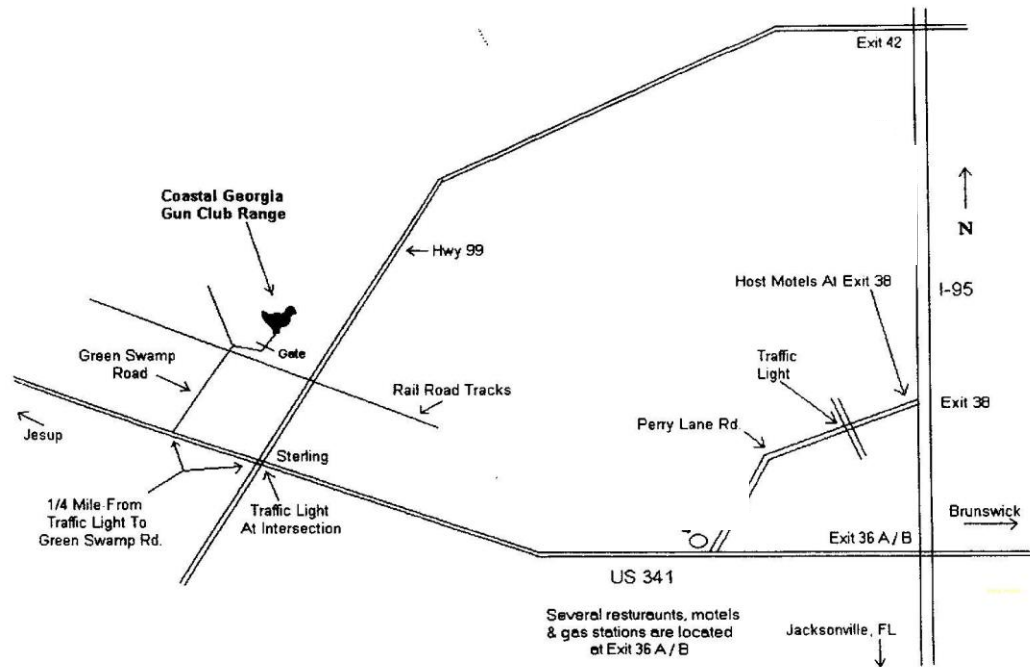 Exit 42
Coastal Georgia
Gun Club Range
Hwy 99
N
Host Motels At Exit 38
I-95
Gate
Green Swamp
Road
Traffic
Light
Rail Road Tracks
Exit 38
Jesup
Perry Lane Rd.
Sterling
1/4 Mile From
Traffic Light To
Green Swamp Rd.
Traffic Light
At Intersection
Brunswick
Exit 36 A / B
US 341
Several resturaunts, motels
& gas stations are located
at Exit 36 A / B
Jacksonville, FL